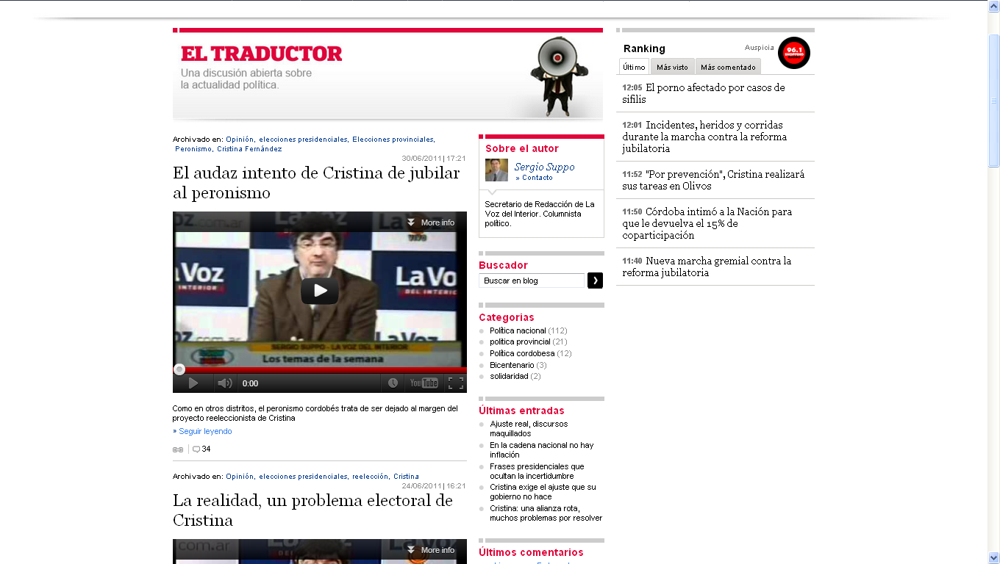 EL TRADUCTOR
Una discusión abierta sobre
la actualidad política.
Archivado en: Opinión, elecciones presidenciales, Elecciones provinciales,
Peronismo, Cristina Fernández
30/06/2011| 17:21
El audaz intento de Cristina de jubilar
al peronismo
More info
La Voz
DEL INTERIOR
SERGIO SUPPO - LA VOZ DEL INTERIOR
Los temas de la semana
0:00
YouTube
Como en otros distritos, el peronismo cordobés trata de ser dejado al margen del
proyecto reeleccionista de Cristina
» Seguir leyendo
34
Archivado en: Opinión, elecciones presidenciales, reelección, Cristina
24/06/2011| 16:21
La realidad, un problema electoral de
Cristina
com.ar
More info
Sobre el autor
Sergio Suppo
» Contacto
Secretario de Redacción de La
Voz del Interior. Columnista
político.
Buscador
Buscar en blog
Categorias
Política nacional (112)
politica provincial (21)
Política cordobesa (12)
Bicentenario (3)
solidaridad (2)
Últimas entradas
Ajuste real, discursos
maquillados
En la cadena nacional no hay
inflación
Frases presidenciales que
ocultan la incertidumbre
Cristina exige el ajuste que su
gobierno no hace
Cristina: una alianza rota,
muchos problemas por resolver
Últimos comentarios
Ranking
Auspicia
96.1
Último
Más visto
Más comentado
12:05 El porno afectado por casos de
sifilis
12:01 Incidentes, heridos y corridas
durante la marcha contra la reforma
jubilatoria
11:52 "Por prevención", Cristina realizará
sus tareas en Olivos
11:50 Córdoba intimó a la Nación para
que le devuelva el 15% de
coparticipación
11:40 Nueva marcha gremial contra la
reforma jubilatoria